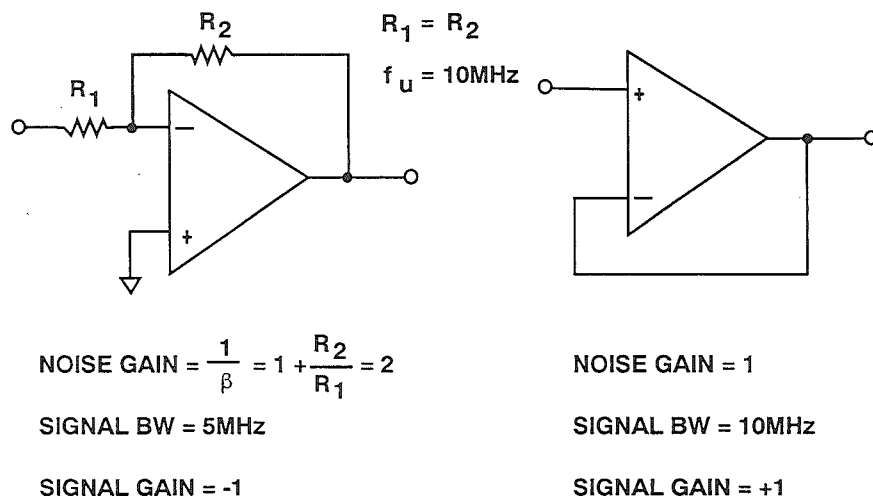 R2
R1
−
+
R1 = R2
fu = 10MHz
+
−
NOISE GAIN = 1/β = 1 + R2/R1 = 2
SIGNAL BW = 5MHz
SIGNAL GAIN = -1
NOISE GAIN = 1
SIGNAL BW = 10MHz
SIGNAL GAIN = +1